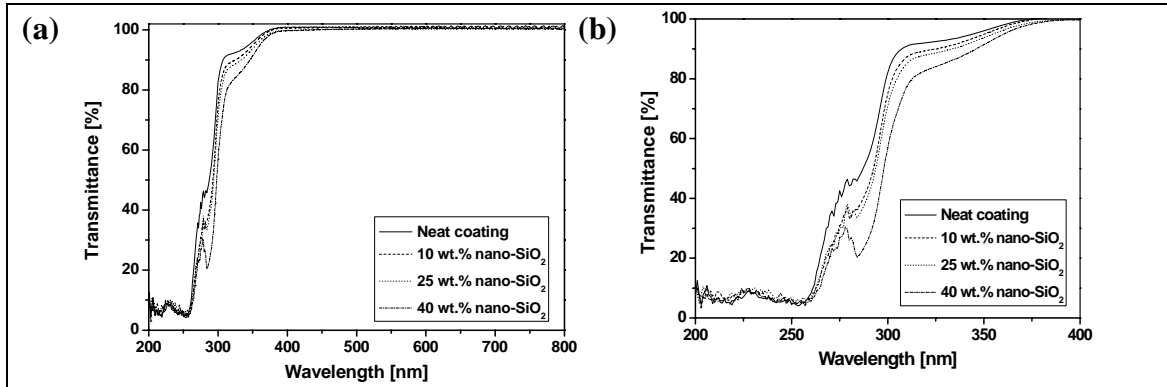 (a)
Transmittance [%]
100
80
60
40
20
0
Neat coating
10 wt.% nano-SiO₂
25 wt.% nano-SiO₂
40 wt.% nano-SiO₂
200 300 400 500 600 700 800
Wavelength [nm]
(b)
Transmittance [%]
100
80
60
40
20
0
Neat coating
10 wt.% nano-SiO₂
25 wt.% nano-SiO₂
40 wt.% nano-SiO₂
200 250 300 350 400
Wavelength [nm]